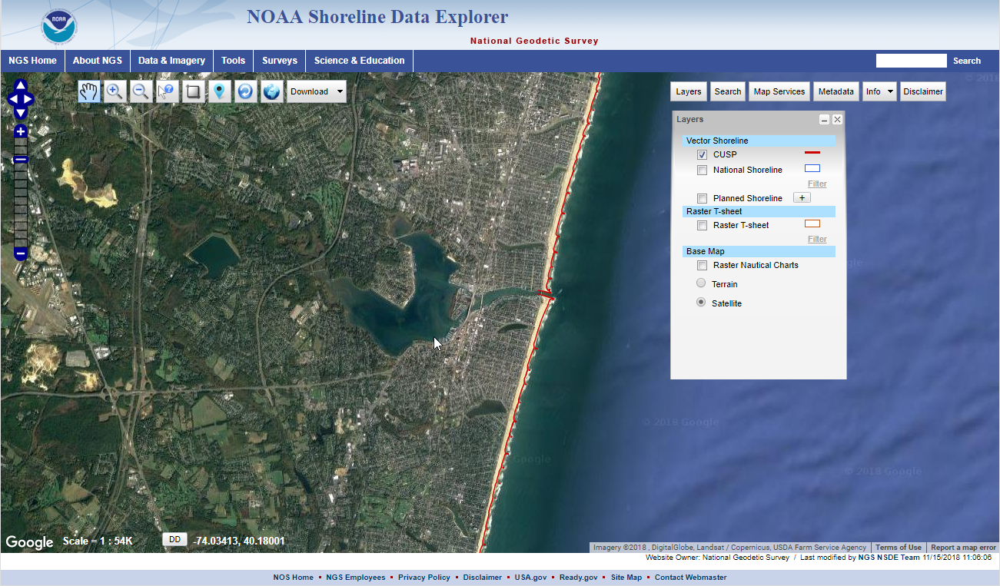 NOAA
NOAA Shoreline Data Explorer
National Geodetic Survey
NGS Home About NGS Data & Imagery Tools Surveys Science & Education Search
© 2018
Download Layers Search Map Services Metadata Info Disclaimer
Layers
Vector Shoreline
CUSP
National Shoreline
Filter
Planned Shoreline +
Raster T-sheet
Raster T-sheet
Filter
Base Map
Raster Nautical Charts
Terrain
Satellite
© 2018 Google
Google
© 2018 Google
Google Scale = 1 : 54K DD -74.03413, 40.18001
Imagery ©2018 , DigitalGlobe, Landsat / Copernicus, USDA Farm Service Agency Terms of Use Report a map error
Website Owner: National Geodetic Survey / Last modified by NGS NSDE Team 11/15/2018 11:06:06
NOS Home ▪ NGS Employees ▪ Privacy Policy ▪ Disclaimer ▪ USA.gov ▪ Ready.gov ▪ Site Map ▪ Contact Webmaster